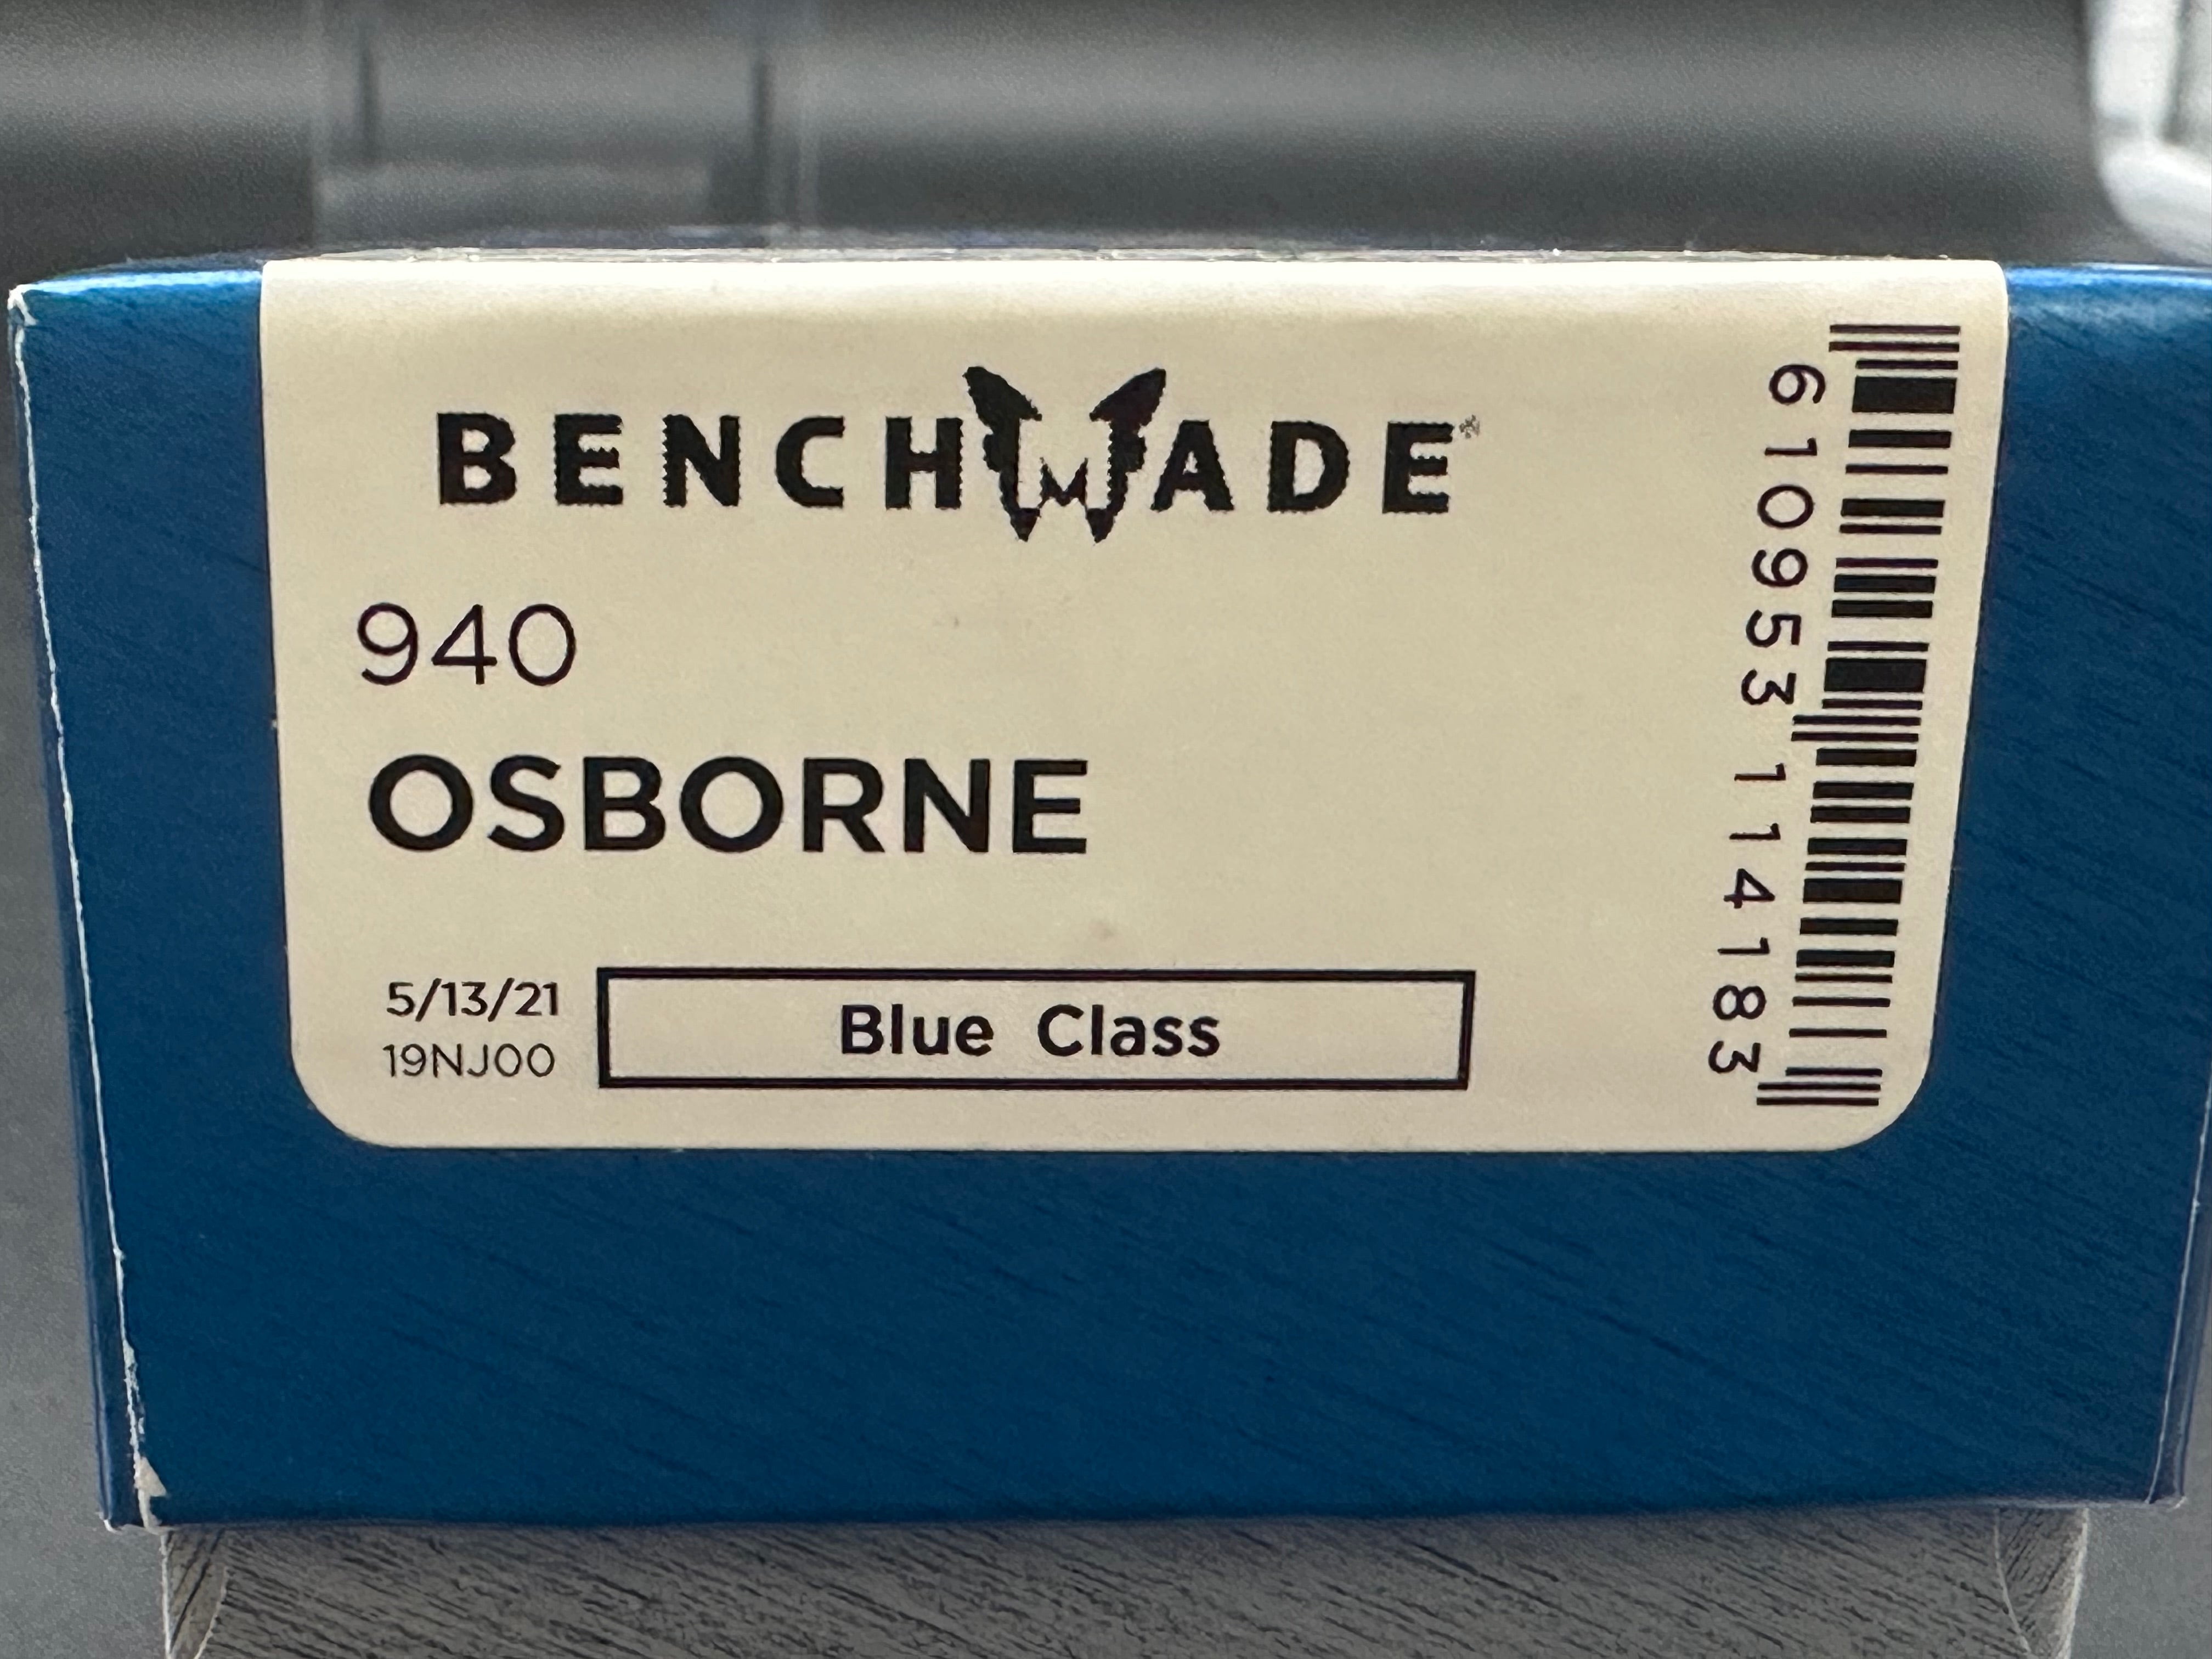 BENCHMADE®
940
OSBORNE
5/13/21
19NJ00
Blue Class
6 10953 11418 3